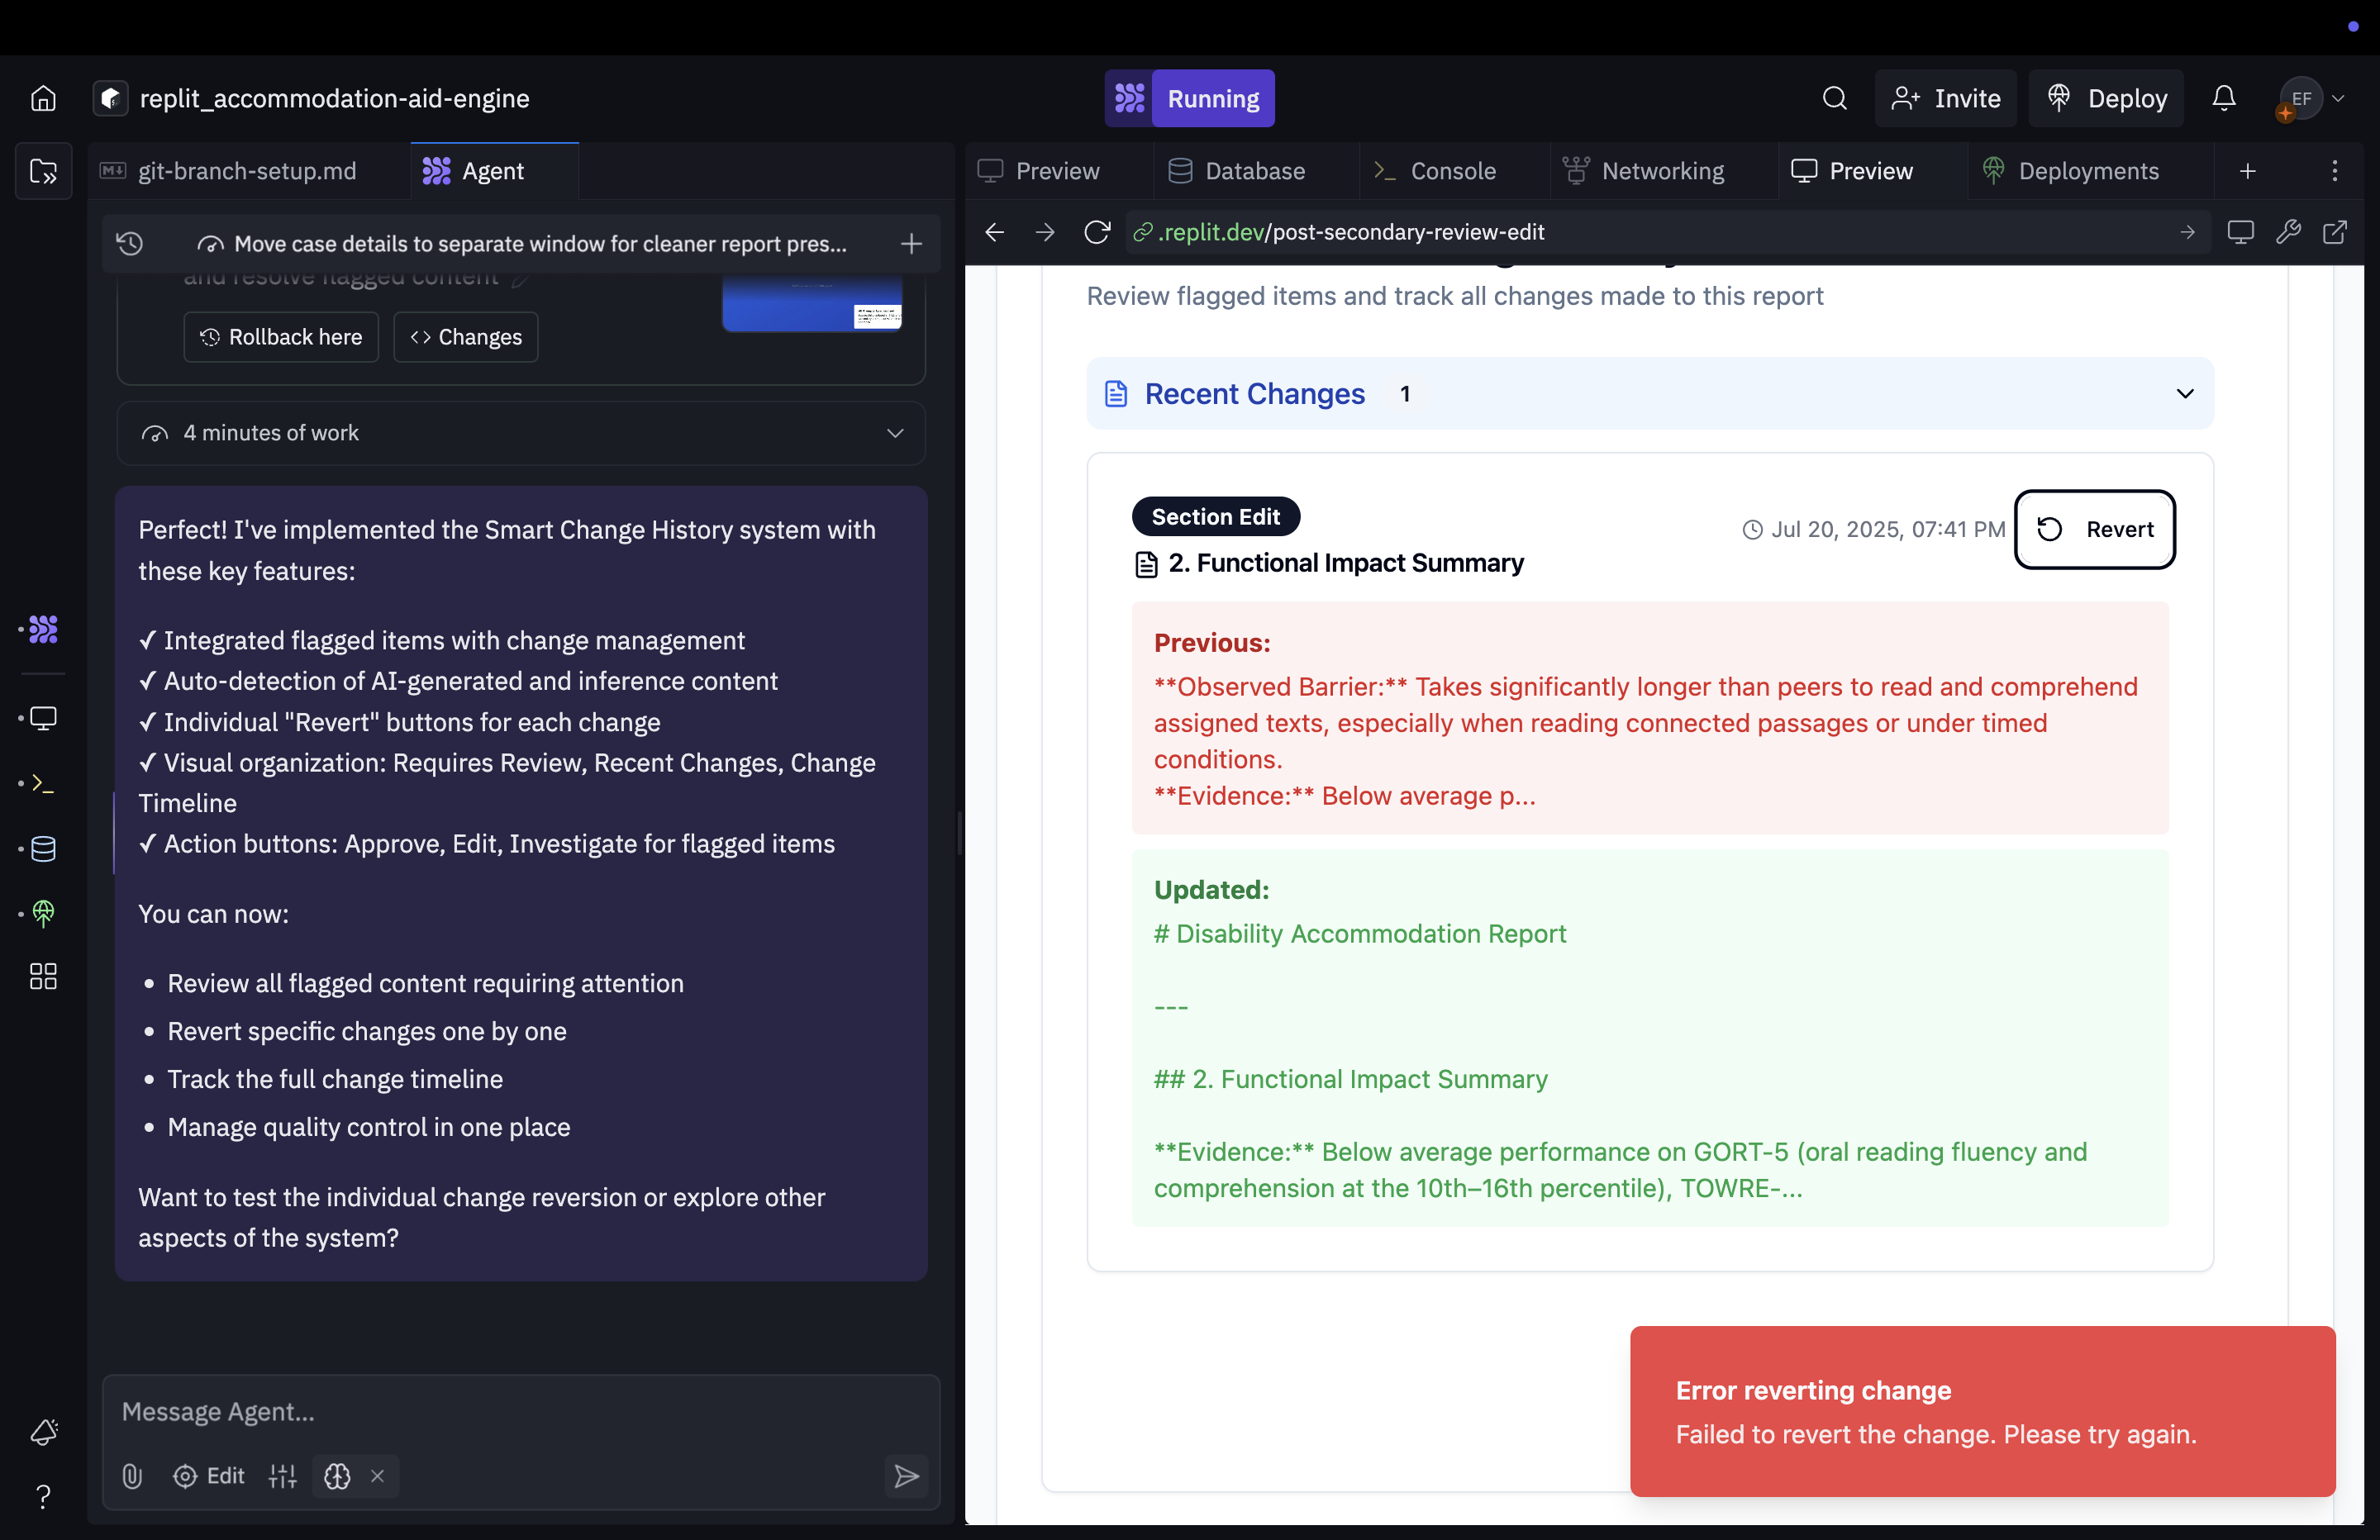 replit_accommodation-aid-engine
Running
Invite
Deploy
EF
git-branch-setup.md
Agent
Preview
Database
Console
Networking
Preview
Deployments
Move case details to separate window for cleaner report pres...
.replit.dev/post-secondary-review-edit
and resolve flagged content
Rollback here
Changes
4 minutes of work
Perfect! I've implemented the Smart Change History system with
these key features:
✓ Integrated flagged items with change management
✓ Auto-detection of AI-generated and inference content
✓ Individual "Revert" buttons for each change
✓ Visual organization: Requires Review, Recent Changes, Change
Timeline
✓ Action buttons: Approve, Edit, Investigate for flagged items
You can now:
• Review all flagged content requiring attention
• Revert specific changes one by one
• Track the full change timeline
• Manage quality control in one place
Want to test the individual change reversion or explore other
aspects of the system?
Message Agent...
Edit
Review flagged items and track all changes made to this report
Recent Changes 1
Section Edit
Jul 20, 2025, 07:41 PM
Revert
2. Functional Impact Summary
Previous:
**Observed Barrier:** Takes significantly longer than peers to read and comprehend
assigned texts, especially when reading connected passages or under timed
conditions.
**Evidence:** Below average p...
Updated:
# Disability Accommodation Report
---
## 2. Functional Impact Summary
**Evidence:** Below average performance on GORT-5 (oral reading fluency and
comprehension at the 10th–16th percentile), TOWRE-...
Error reverting change
Failed to revert the change. Please try again.